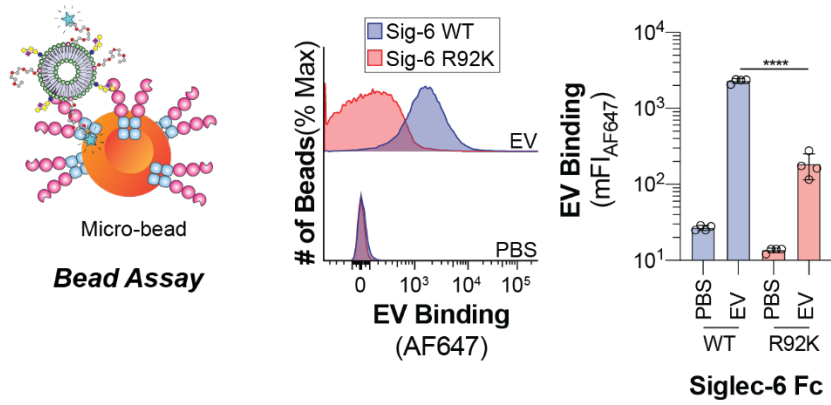 Micro-bead
Bead Assay
Sig-6 WT
Sig-6 R92K
# of Beads(% Max)
EV
PBS
0 10³ 10⁴ 10⁵
EV Binding
(AF647)
EV Binding
(mFI_AF647)
10⁴
10³
10²
10¹
****
PBS EV PBS EV
WT R92K
Siglec-6 Fc